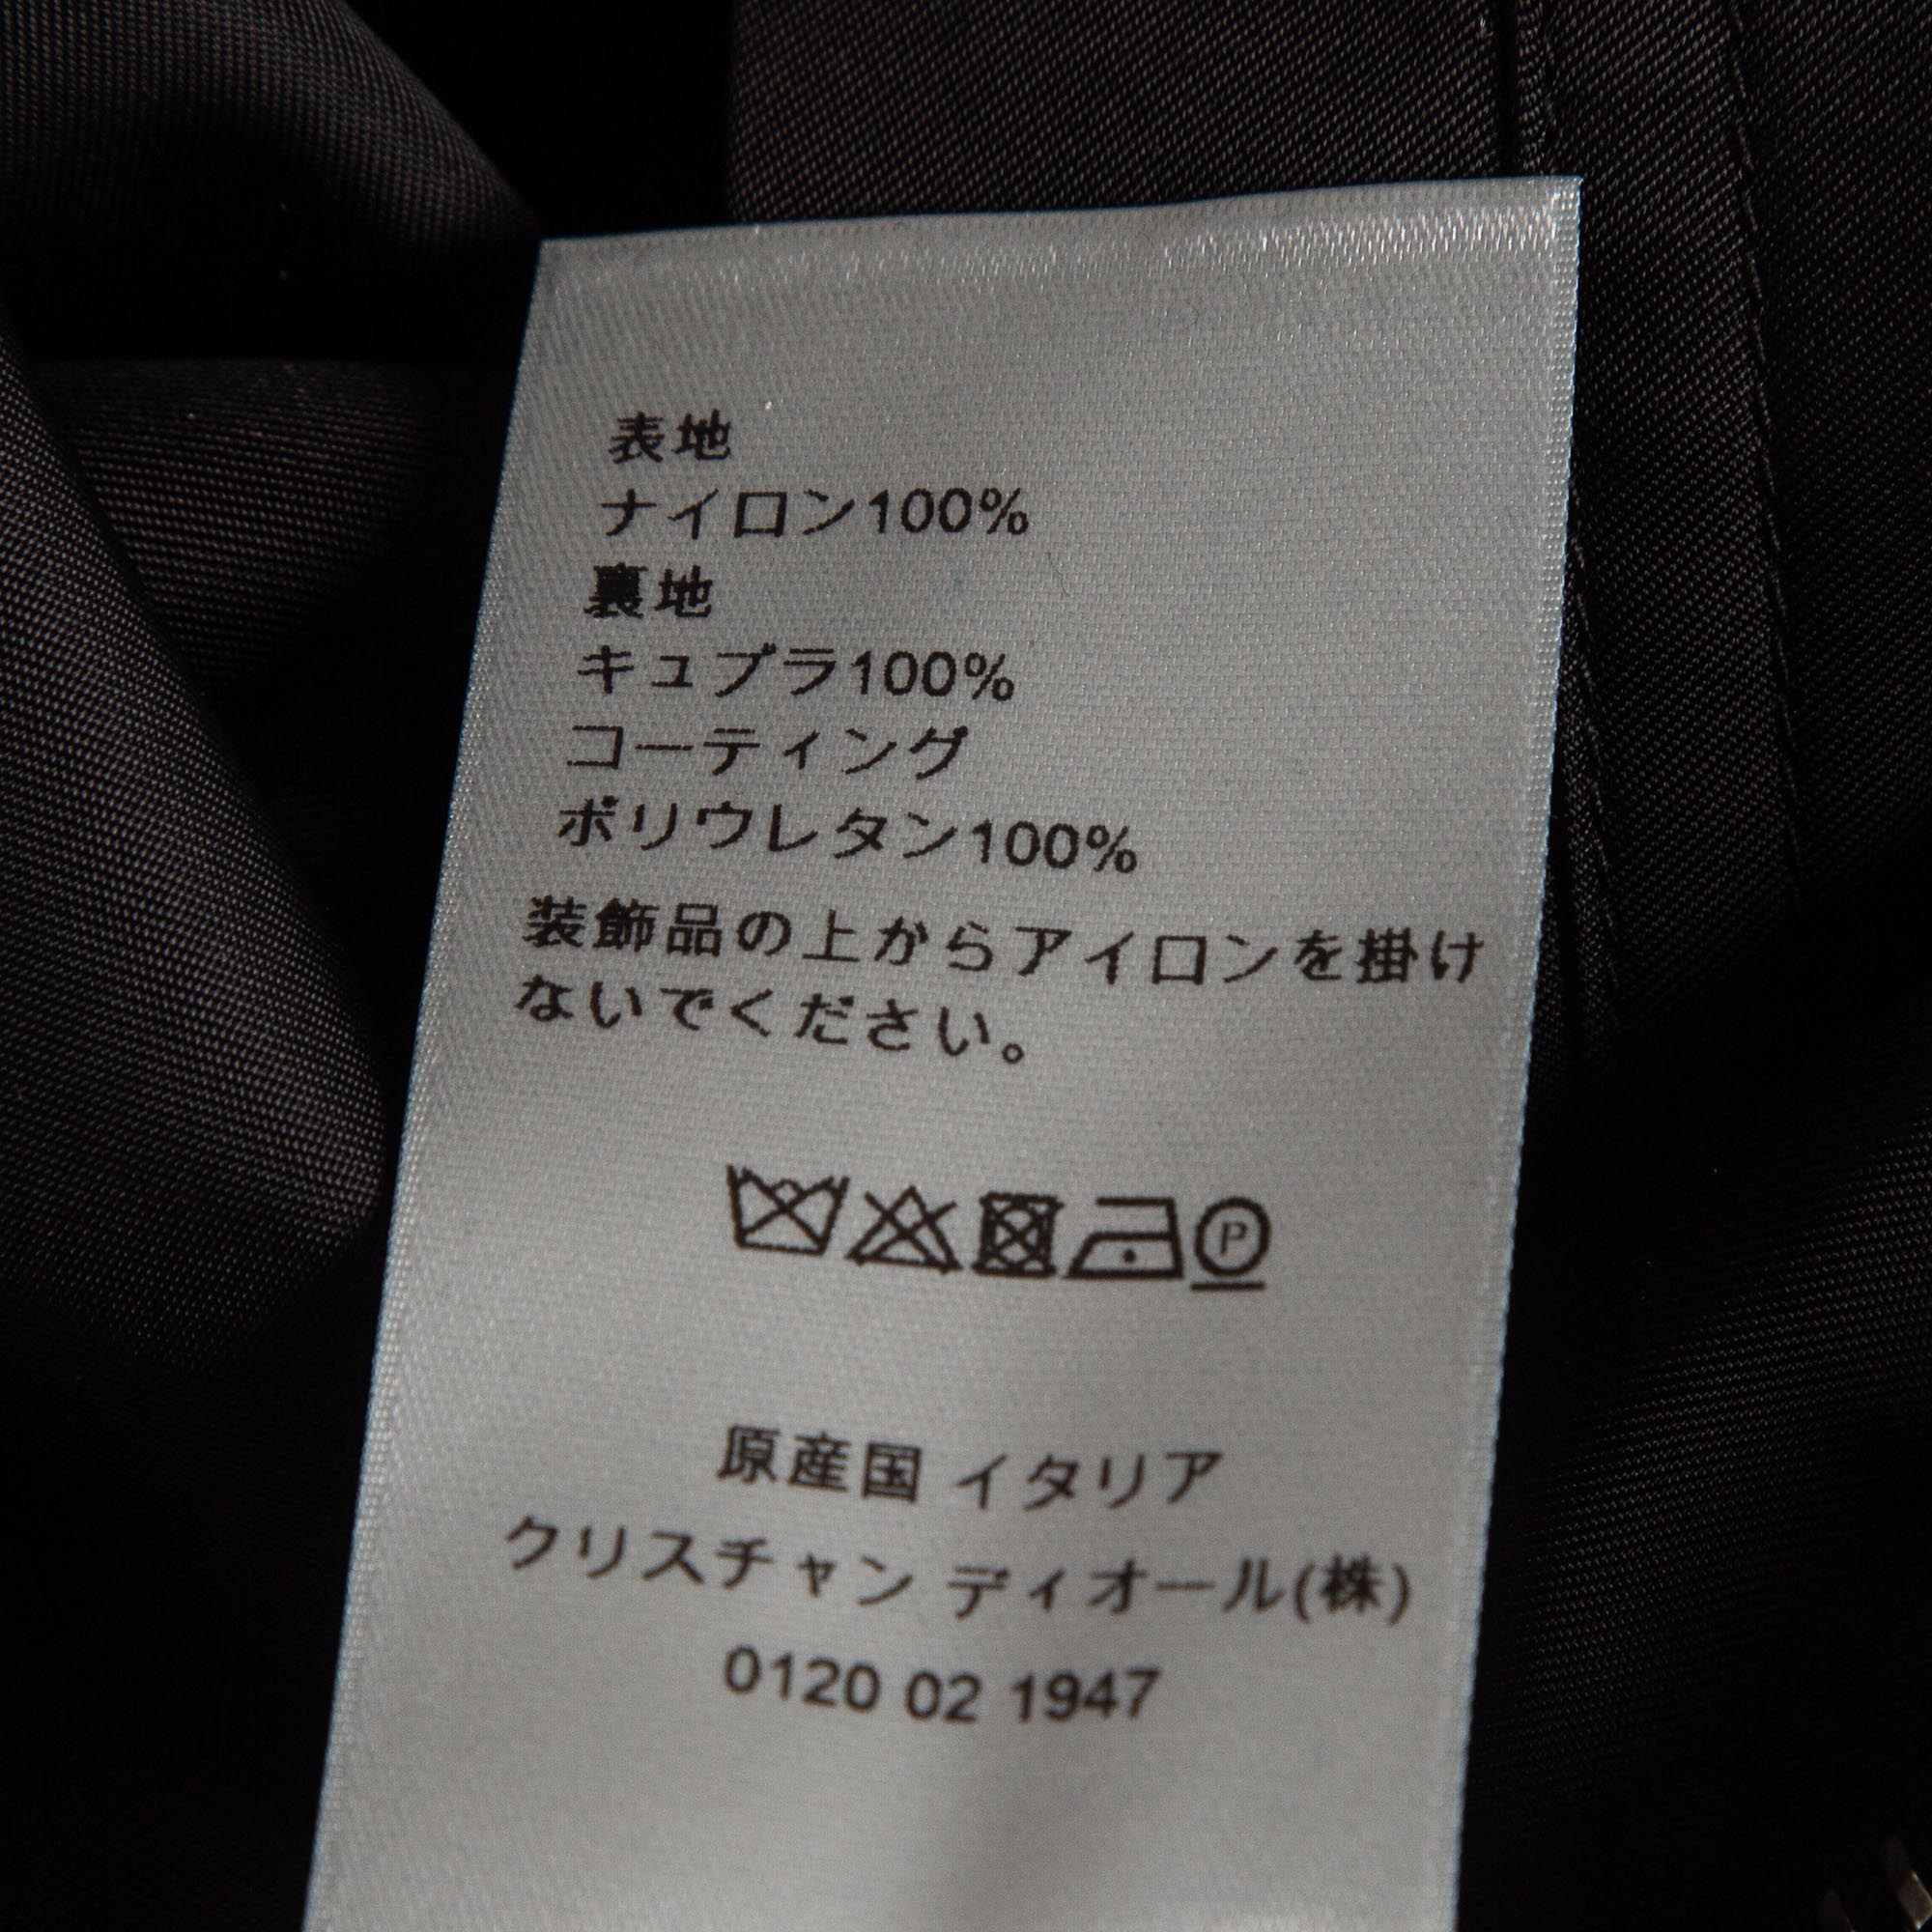 表地
ナイロン100%
裏地
キュプラ100%
コーティング
ポリウレタン100%
装飾品の上からアイロンを掛け
ないでください。
P
原産国 イタリア
クリスチャン ディオール(株)
0120 02 1947